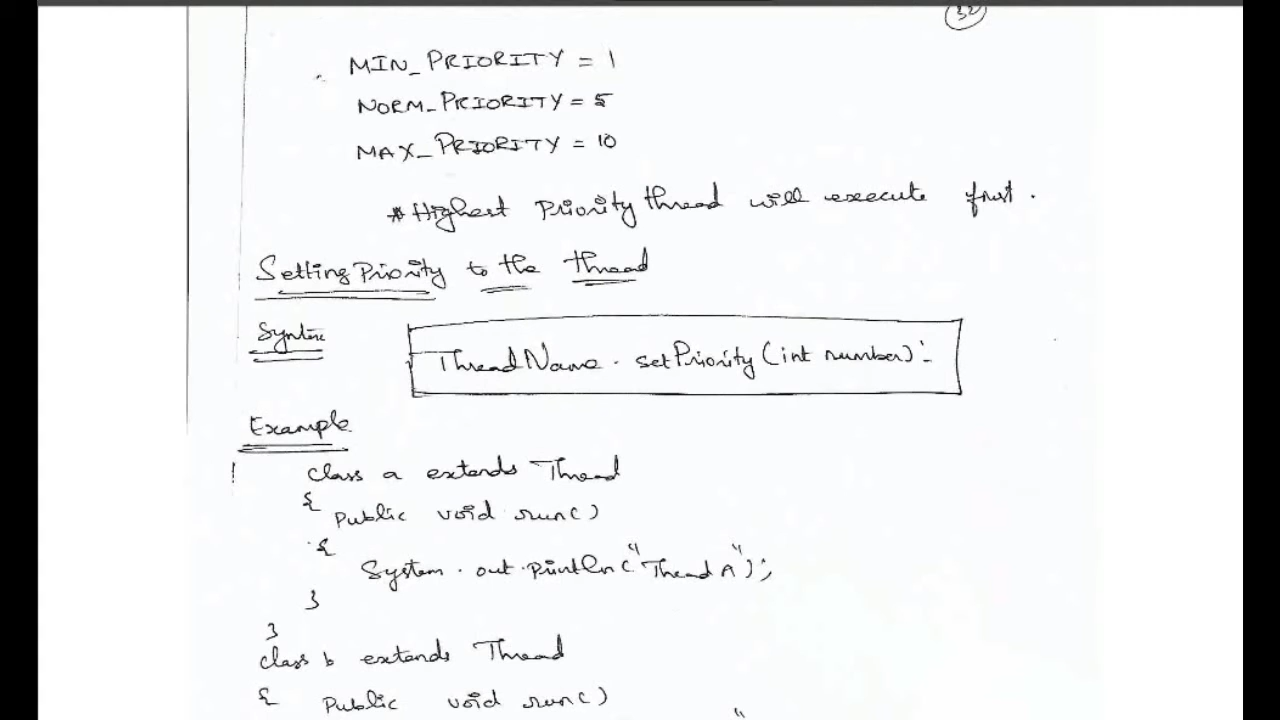 32
MIN_PRIORITY = 1
NORM_PRIORITY = 5
MAX_PRIORITY = 10
* Highest Priority thread will execute first.
Setting Priority to the thread
Syntax
ThreadName . setPriority (int number);
Example
class a extends Thread
{ Public void run()
{
System . out . println ("Thread A");
}
}
class b extends Thread
{ Public void run()
"